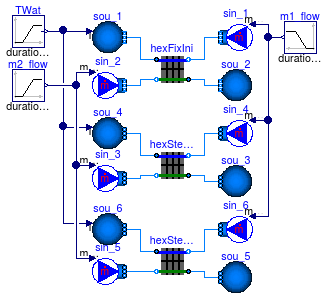 TWat
sou_1
sin_1
m1_flow
duratio...
hexFixIni
duratio...
m2_flow
m
sin_2
sou_2
m
duratio...
sou_4
sin_4
m
hexSte...
m
sin_3
sou_3
sou_6
sin_6
m
hexSte...
m
sin_5
sou_5